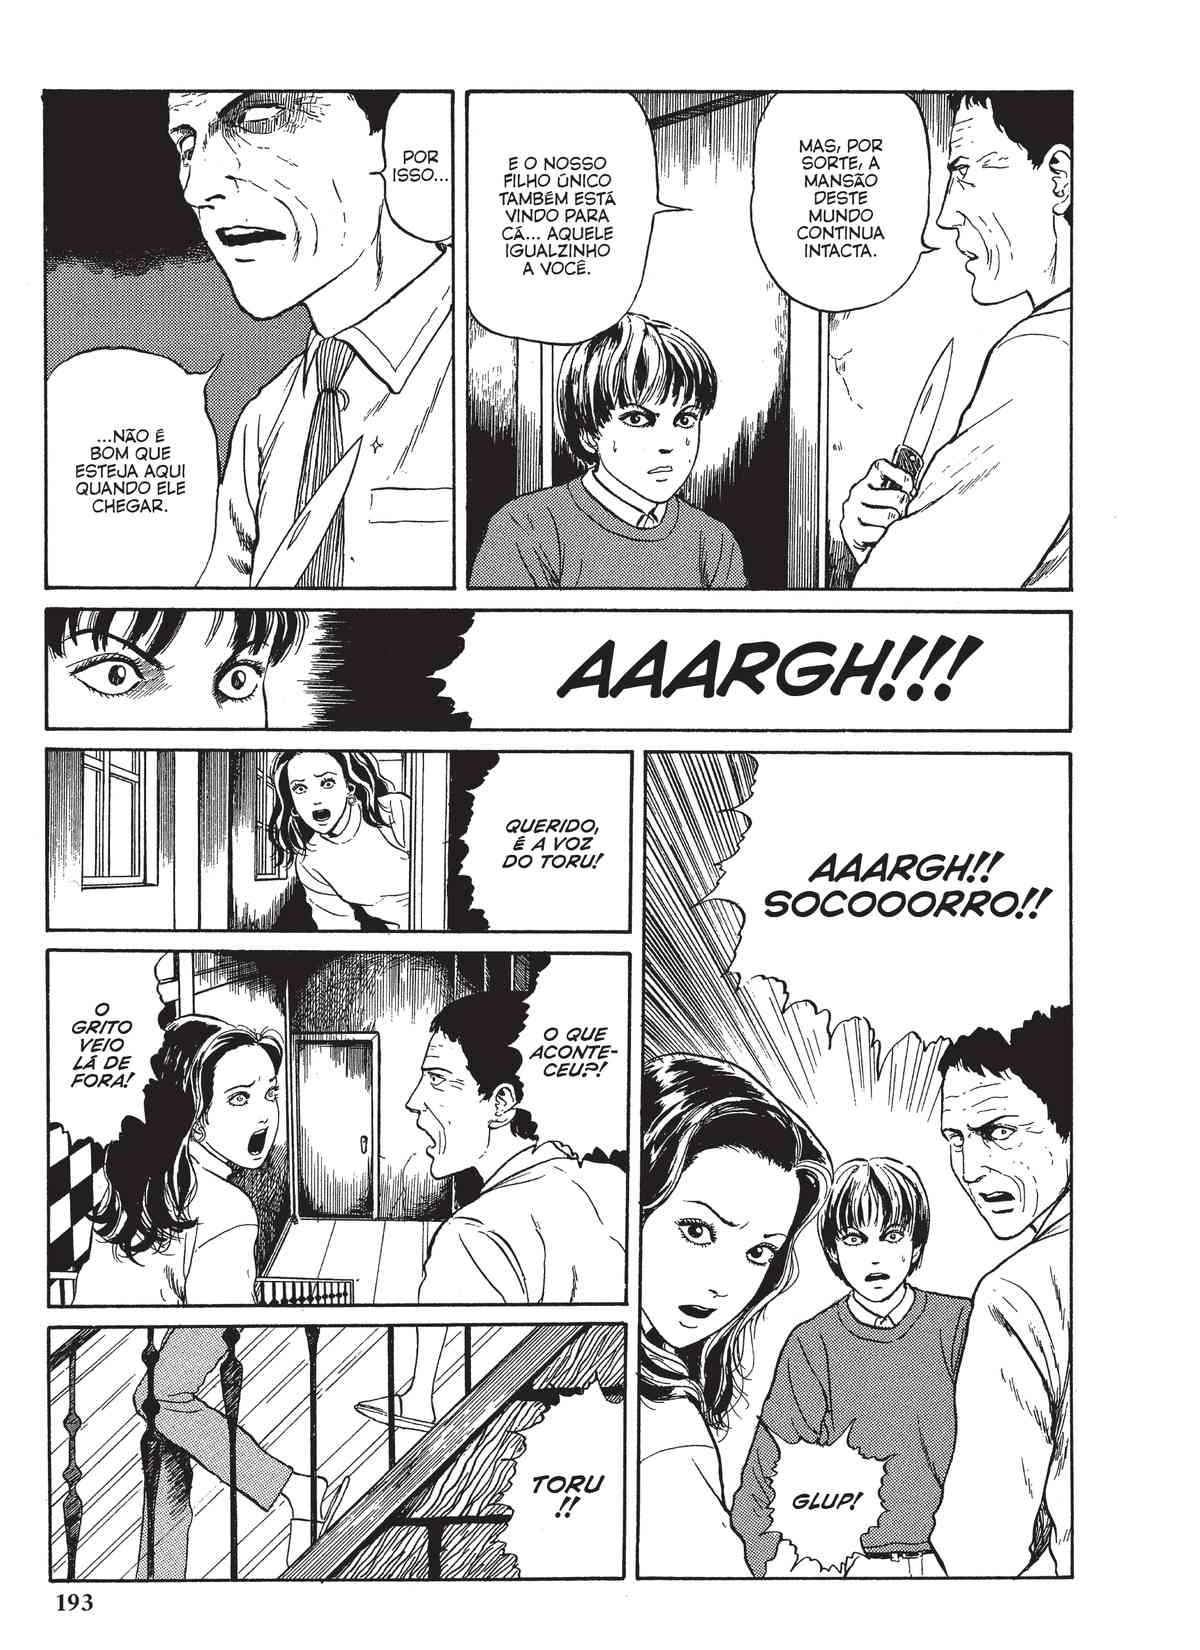 MAS, POR
SORTE, A
MANSÃO
DESTE
MUNDO
CONTINUA
INTACTA.
E O NOSSO
FILHO ÚNICO
TAMBÉM ESTÁ
VINDO PARA
CÁ... AQUELE
IGUALZINHO
A VOCÊ.
POR
ISSO...
...NÃO É
BOM QUE
ESTEJA AQUI
QUANDO ELE
CHEGAR.
AAARGH!!!
AAARGH!!
SOCOOORRO!!
GLUP!
QUERIDO,
É A VOZ
DO TORU!
O QUE
ACONTE-
CEU?!
O
GRITO
VEIO
LÁ DE
FORA!
TORU
!!
193